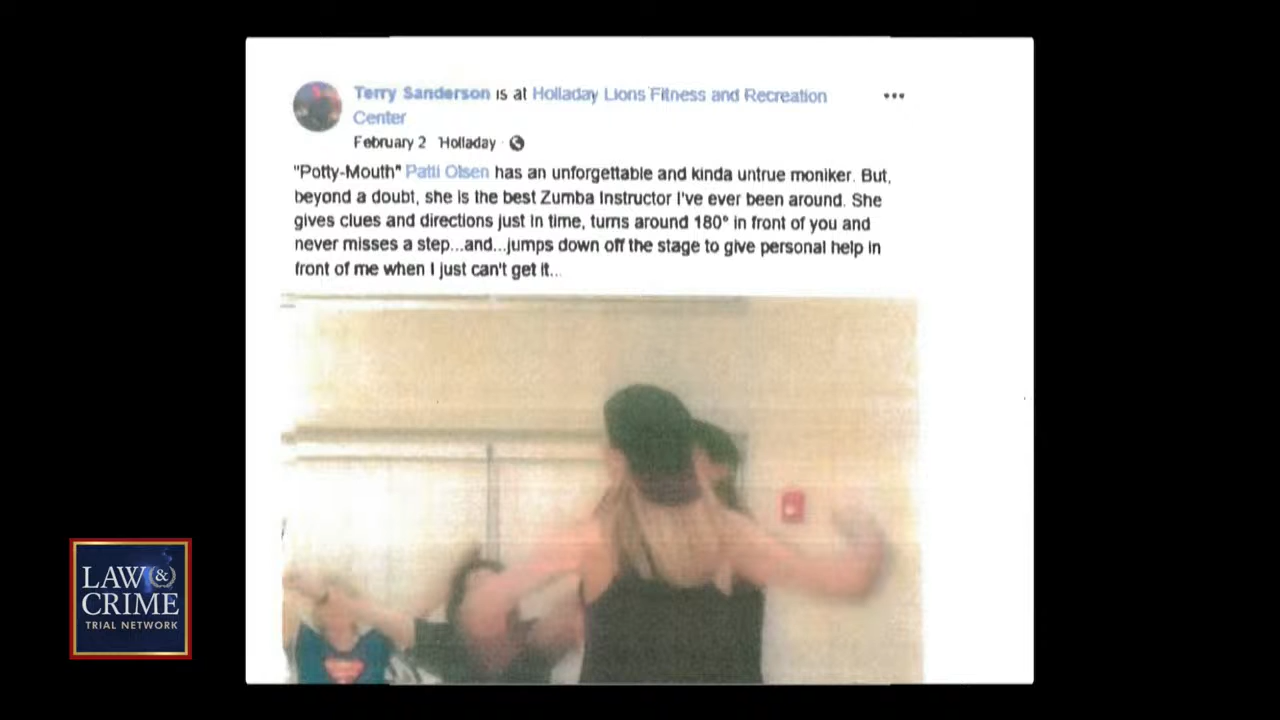 Terry Sanderson is at Holladay Lions Fitness and Recreation
Center
February 2 Holladay ·
"Potty-Mouth" Patti Olsen has an unforgettable and kinda untrue moniker. But,
beyond a doubt, she is the best Zumba Instructor I've ever been around. She
gives clues and directions just in time, turns around 180° in front of you and
never misses a step...and...jumps down off the stage to give personal help in
front of me when I just can't get it...
LAW &
CRIME
TRIAL NETWORK